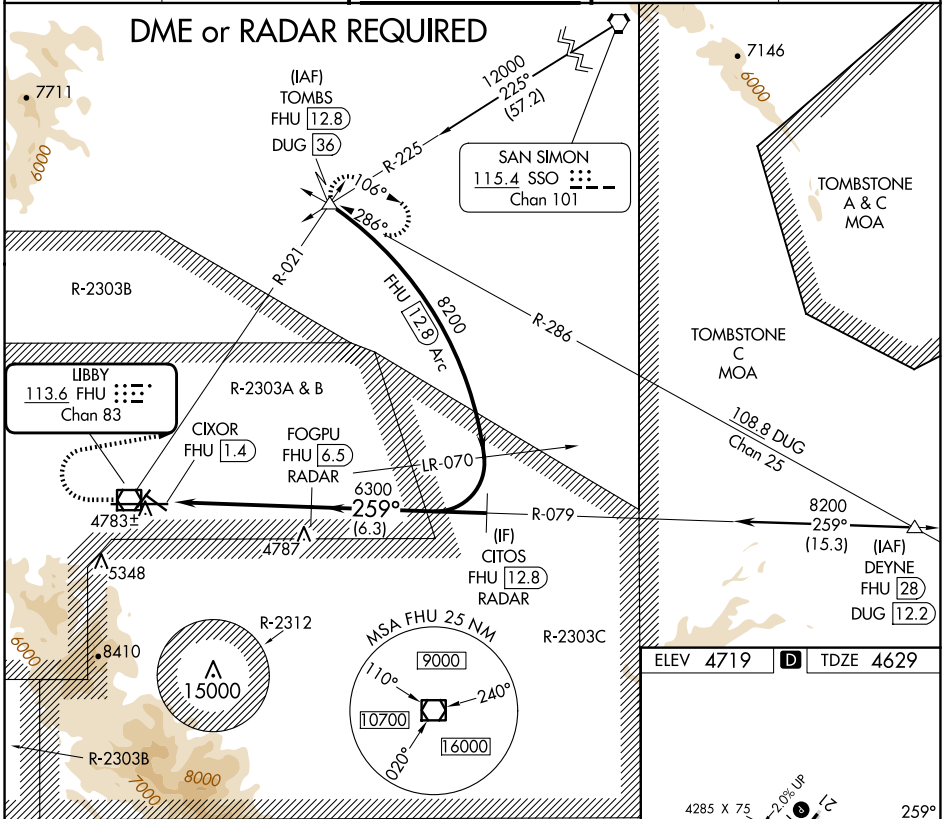 DME or RADAR REQUIRED
7146
6000
7711
6000
(IAF)
TOMBS
FHU 12.8
DUG 36
12000
225°
(57.2)
R-225
SAN SIMON
115.4 SSO
Chan 101
TOMBSTONE
A & C
MOA
106°
286°
R-021
R-2303B
FHU 12.8 Arc
8200
R-286
TOMBSTONE
C
MOA
LIBBY
113.6 FHU
Chan 83
R-2303A & B
108.8 DUG
Chan 25
CIXOR
FHU 1.4
FOGPU
FHU 6.5
RADAR
LR-070
6300
259°
(6.3)
R-079
8200
259°
(15.3)
4783±
4787
5348
(IF)
CITOS
FHU 12.8
RADAR
(IAF)
DEYNE
FHU 28
DUG 12.2
6000
8410
R-2312
15000
MSA FHU 25 NM
9000
110°
240°
10700
16000
020°
R-2303C
R-2303B
8000
7000
ELEV 4719 D TDZE 4629
4285 X 75
2.0% UP
21
P
259°